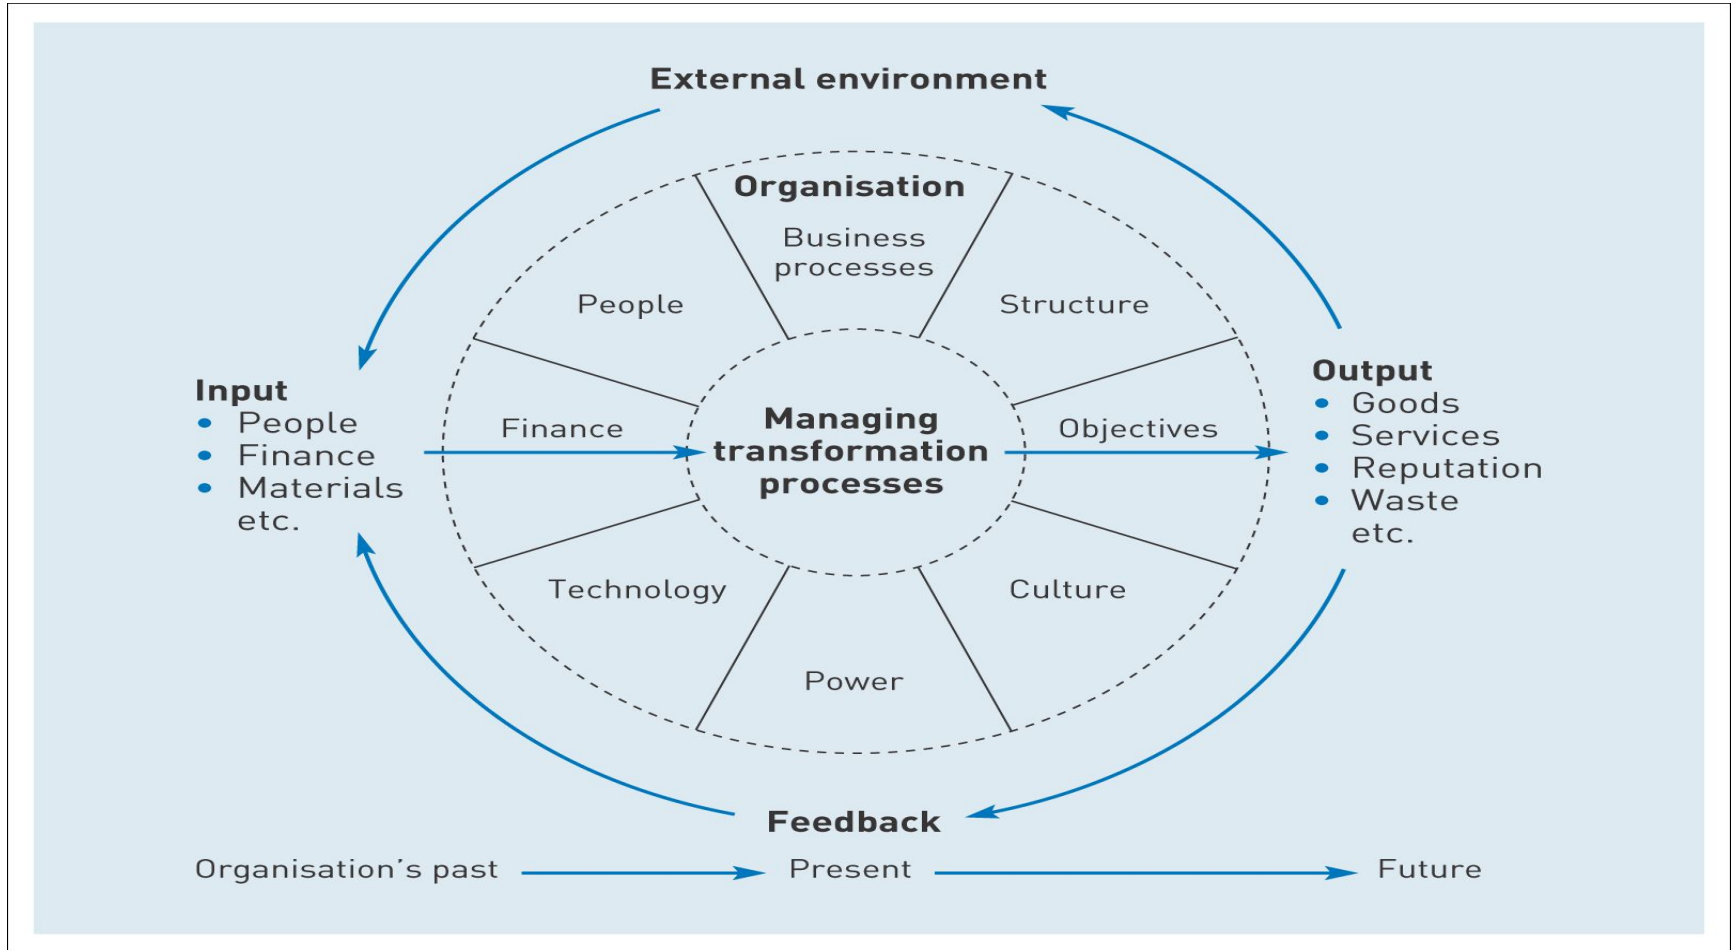 External environment
Organisation
Business
processes
People
Structure
Input
• People
• Finance
• Materials
etc.
Finance
Managing
transformation
processes
Objectives
Output
• Goods
• Services
• Reputation
• Waste
etc.
Technology
Culture
Power
Feedback
Organisation's past
Present
Future